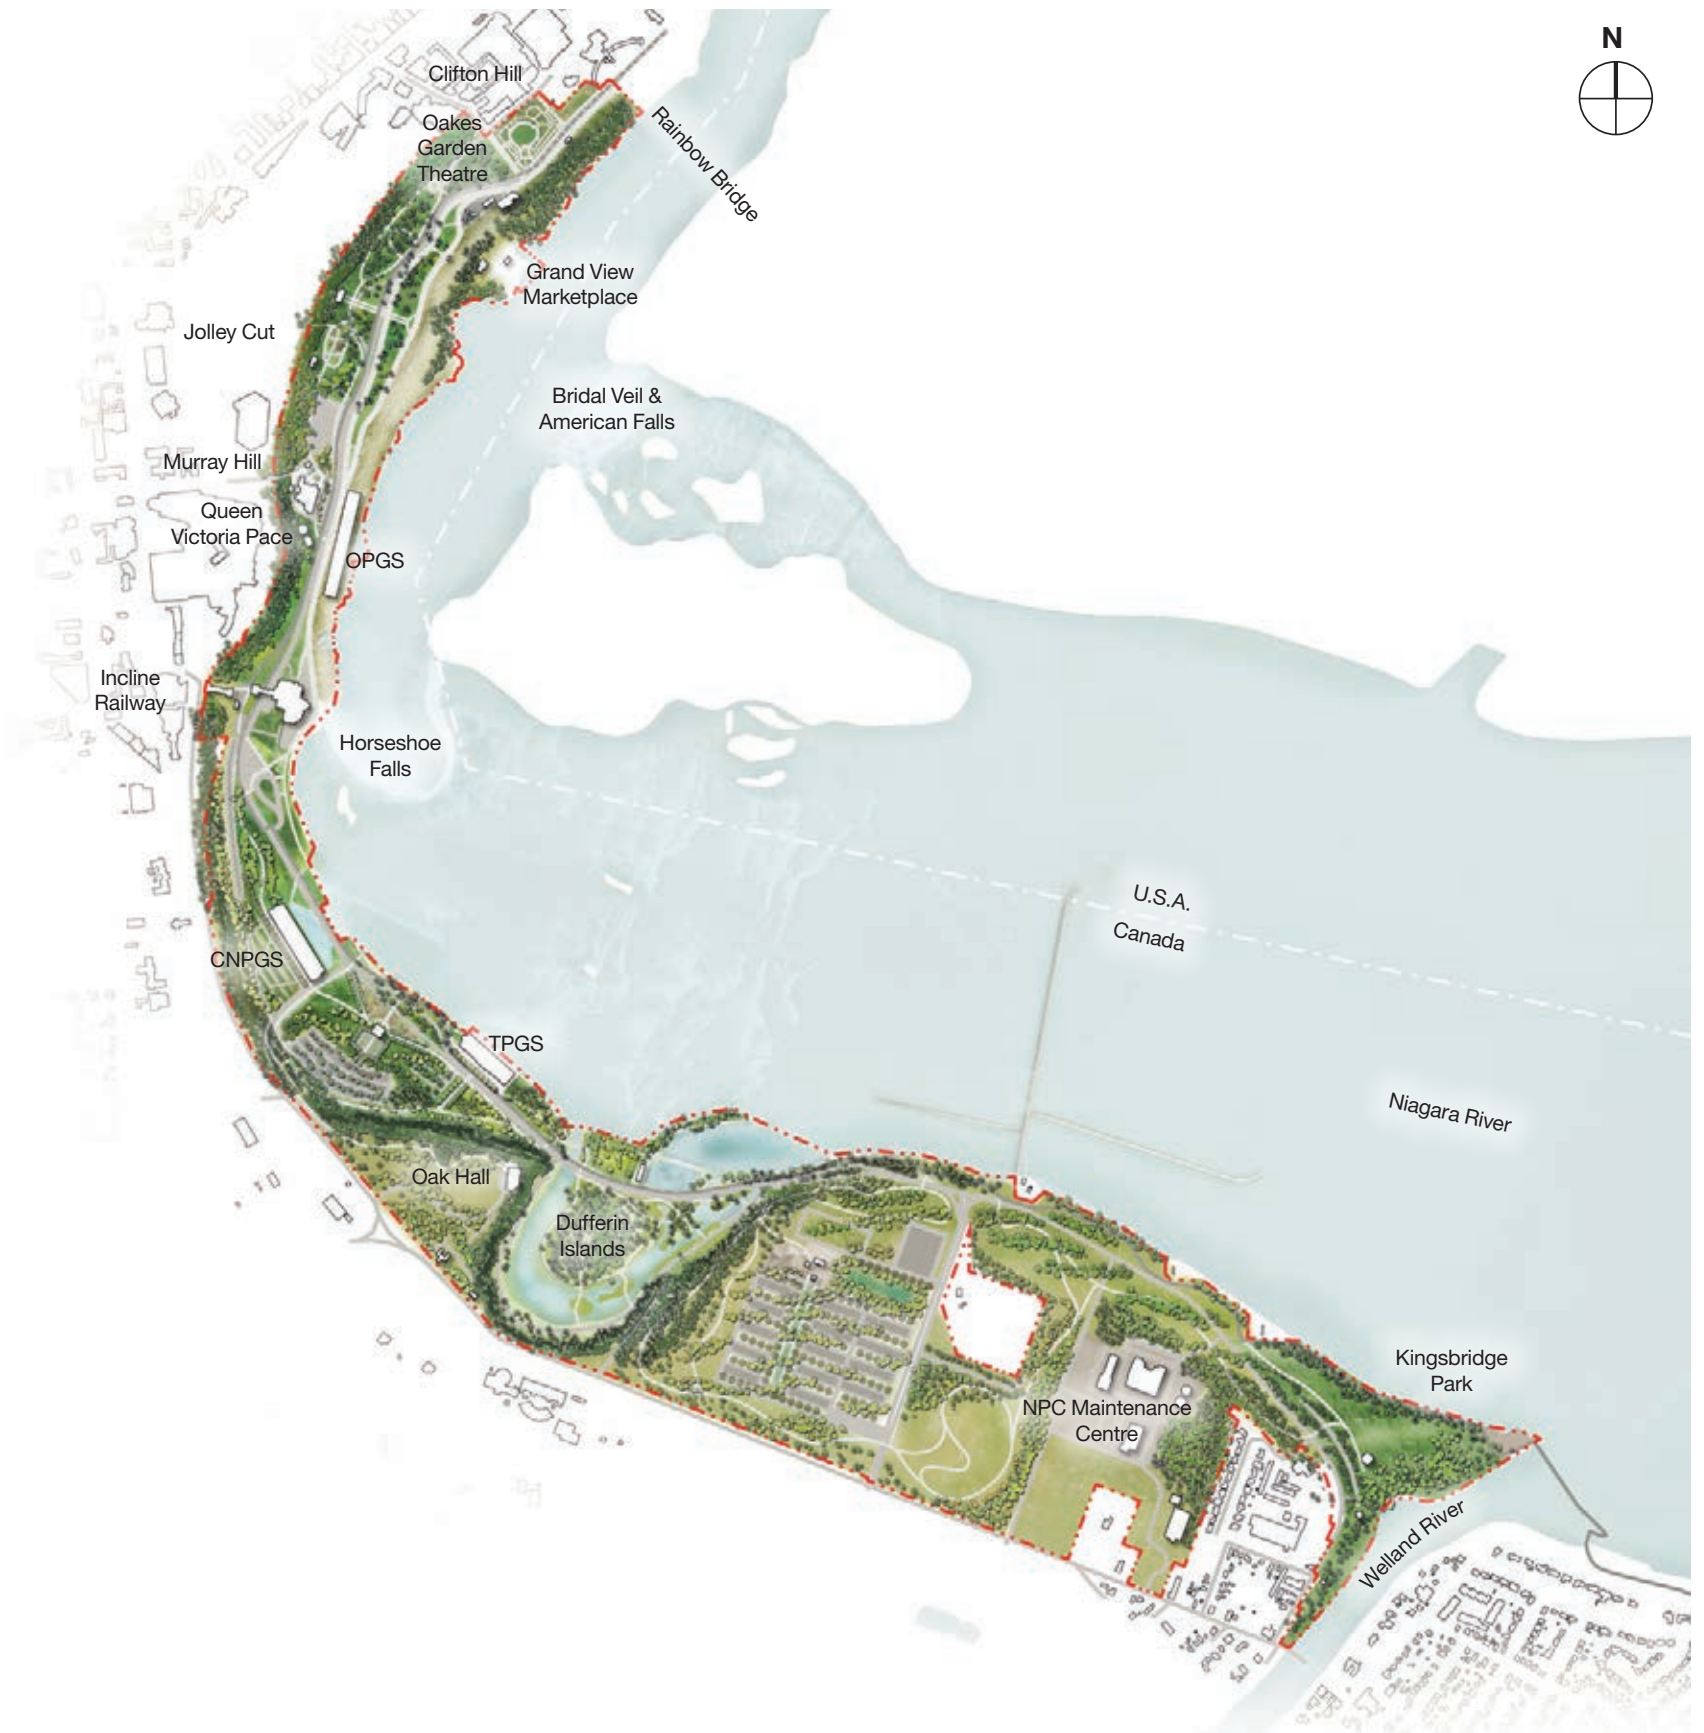 N
Clifton Hill
Oakes
Garden
Theatre
Rainbow Bridge
Grand View
Marketplace
Jolley Cut
Bridal Veil &
American Falls
Murray Hill
Queen
Victoria Pace
OPGS
Incline
Railway
Horseshoe
Falls
U.S.A.
Canada
CNPGS
TPGS
Niagara River
Oak Hall
Dufferin
Islands
Kingsbridge
Park
NPC Maintenance
Centre
Welland River